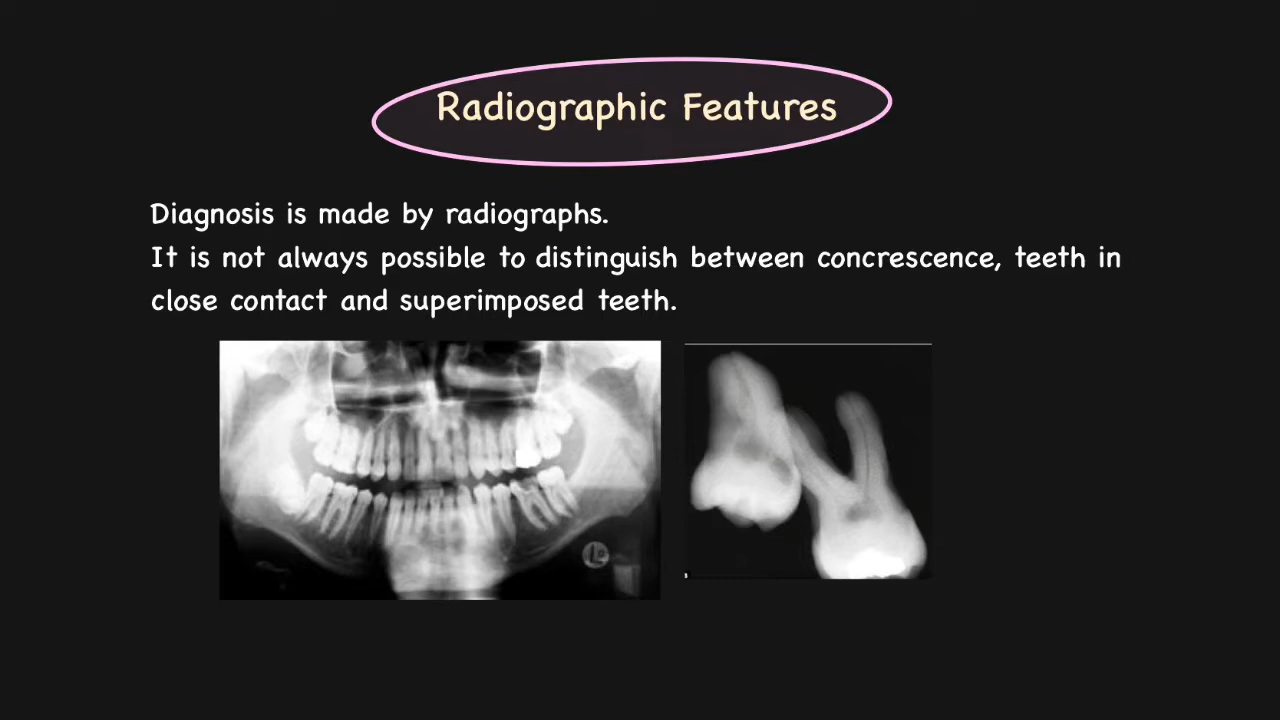 Radiographic Features
Diagnosis is made by radiographs.
It is not always possible to distinguish between concrescence, teeth in
close contact and superimposed teeth.